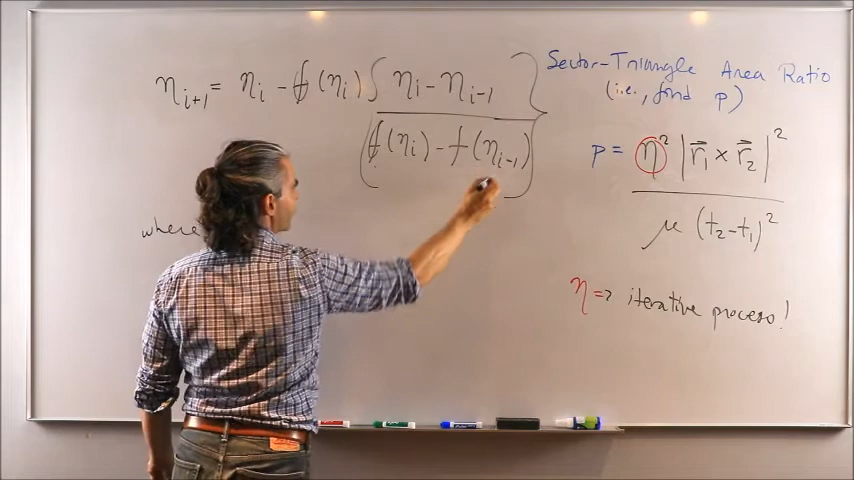 η_{i+1} = η_i - f(η_i) { (η_i - η_{i-1}) / (f(η_i) - f(η_{i-1})) }
where
Sector-Triangle Area Ratio
(i.e., find p)
p = η² |r⃗₁ × r⃗₂|² / μ (t₂-t₁)²
η => iterative process!